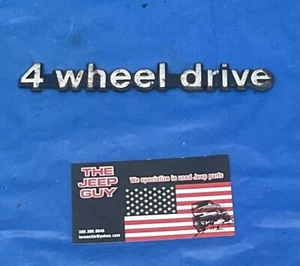 4 wheel drive
THE
JEEP
GUY
We specialize in used Jeep parts